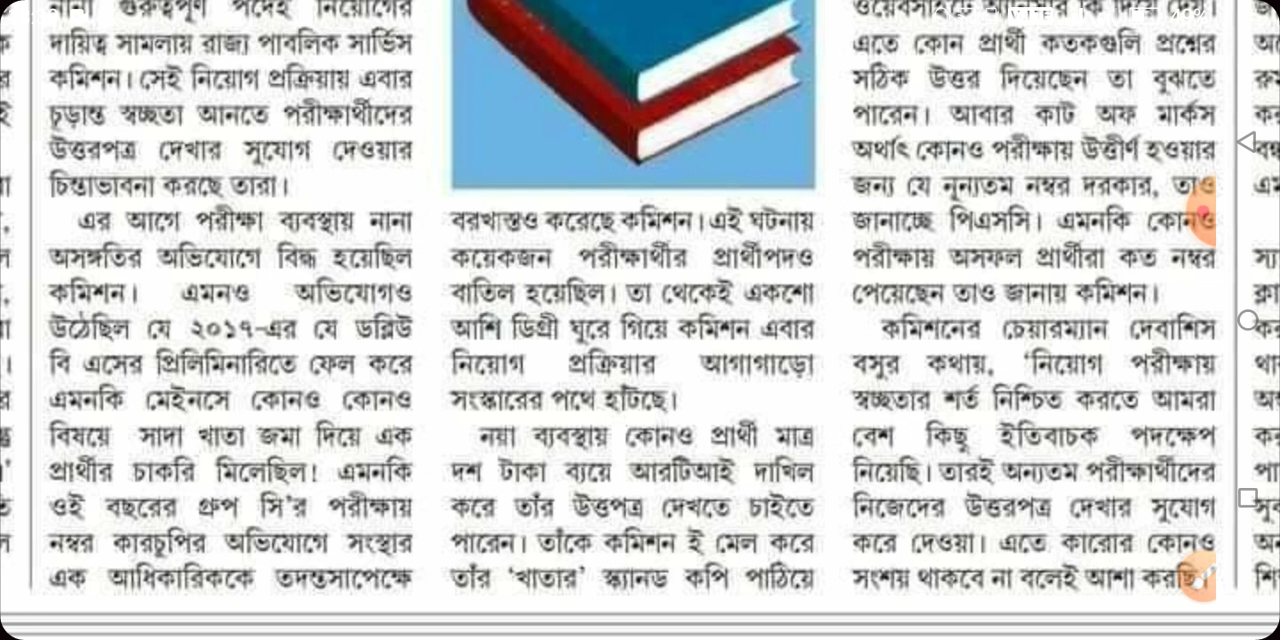 নানা গুরুত্বপূর্ণ পদেই নিয়োগের
দায়িত্ব সামলায় রাজ্য পাবলিক সার্ভিস
কমিশন। সেই নিয়োগ প্রক্রিয়ায় এবার
চূড়ান্ত স্বচ্ছতা আনতে পরীক্ষার্থীদের
উত্তরপত্র দেখার সুযোগ দেওয়ার
চিন্তাভাবনা করছে তারা।
এর আগে পরীক্ষা ব্যবস্থায় নানা
অসঙ্গতির অভিযোগে বিদ্ধ হয়েছিল
কমিশন। এমনও অভিযোগও
উঠেছিল যে ২০১৭-এর যে ডব্লিউ
বি এসের প্রিলিমিনারিতে ফেল করে
এমনকি মেইনসে কোনও কোনও
বিষয়ে সাদা খাতা জমা দিয়ে এক
প্রার্থীর চাকরি মিলেছিল! এমনকি
ওই বছরের গ্রুপ সি'র পরীক্ষায়
নম্বর কারচুপির অভিযোগে সংস্থার
এক আধিকারিককে তদন্তসাপেক্ষে
বরখাস্তও করেছে কমিশন। এই ঘটনায়
কয়েকজন পরীক্ষার্থীর প্রার্থীপদও
বাতিল হয়েছিল। তা থেকেই একশো
আশি ডিগ্রী ঘুরে গিয়ে কমিশন এবার
নিয়োগ প্রক্রিয়ার আগাগাড়ো
সংস্কারের পথে হাটছে।
নয়া ব্যবস্থায় কোনও প্রার্থী মাত্র
দশ টাকা ব্যয়ে আরটিআই দাখিল
করে তাঁর উত্তপত্র দেখতে চাইতে
পারেন। তাঁকে কমিশন ই মেল করে
তাঁর 'খাতার' স্ক্যানড কপি পাঠিয়ে
দেয়।
এতে কোন প্রার্থী কতকগুলি প্রশ্নের
সঠিক উত্তর দিয়েছেন তা বুঝতে
পারেন। আবার কাট অফ মার্কস
অর্থাৎ কোনও পরীক্ষায় উত্তীর্ণ হওয়ার
জন্য যে নূন্যতম নম্বর দরকার, তাও
জানাচ্ছে পিএসসি। এমনকি কোনও
পরীক্ষায় অসফল প্রার্থীরা কত নম্বর
পেয়েছেন তাও জানায় কমিশন।
কমিশনের চেয়ারম্যান দেবাশিস
বসুর কথায়, 'নিয়োগ পরীক্ষায়
স্বচ্ছতার শর্ত নিশ্চিত করতে আমরা
বেশ কিছু ইতিবাচক পদক্ষেপ
নিয়েছি। তারই অন্যতম পরীক্ষার্থীদের
নিজেদের উত্তরপত্র দেখার সুযোগ
করে দেওয়া। এতে কারোর কোনও
সংশয় থাকবে না বলেই আশা করছি।